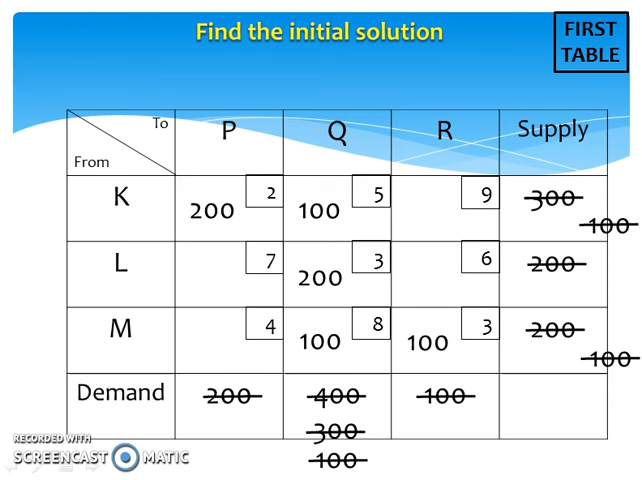 Find the initial solution
FIRST
TABLE
To
From
P
Q
R
Supply
K
200
2
100
5
9
300
100
L
7
200
3
6
200
M
4
100
8
100
3
200
100
Demand
200
400
300
100
100
RECORDED WITH
SCREENCAST MATIC